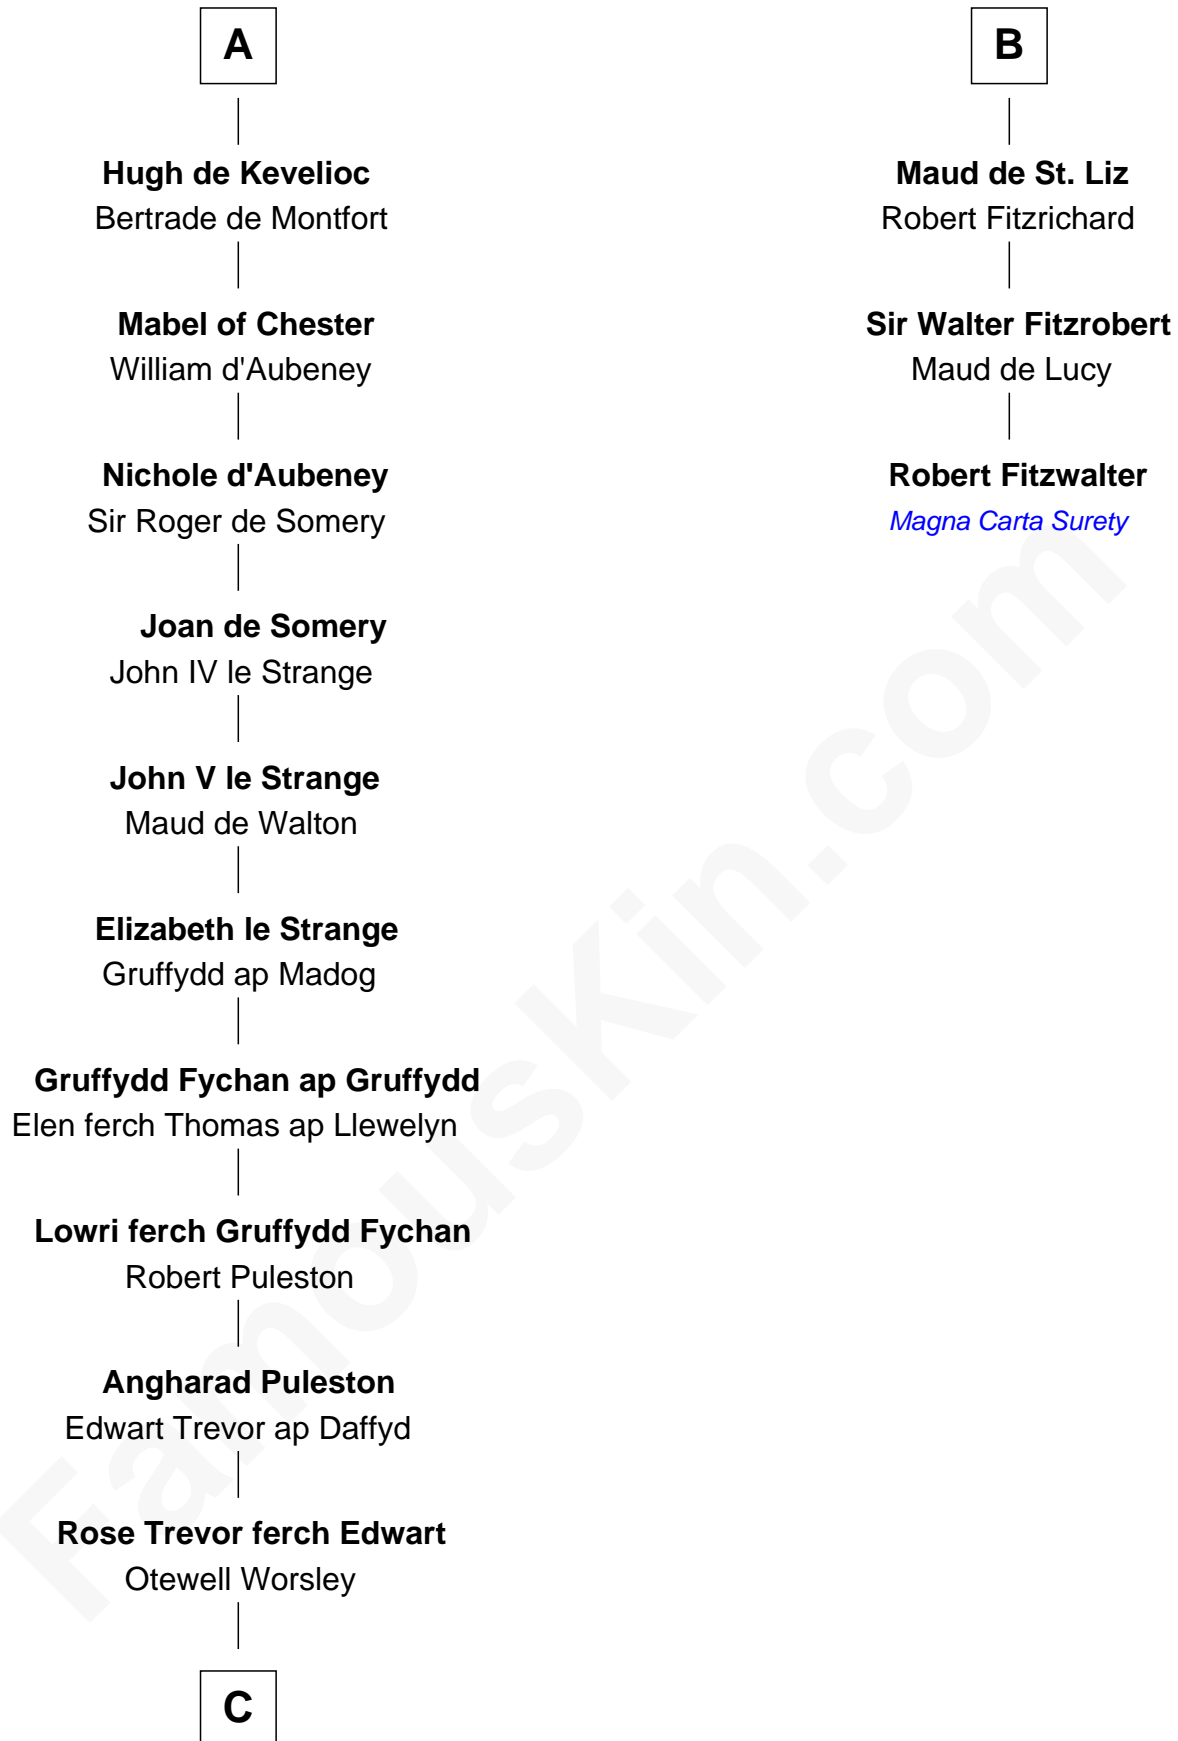 A
Hugh de Kevelioc
Bertrade de Montfort
Mabel of Chester
William d'Aubeney
Nichole d'Aubeney
Sir Roger de Somery
Joan de Somery
John IV le Strange
John V le Strange
Maud de Walton
Elizabeth le Strange
Gruffydd ap Madog
Gruffydd Fychan ap Gruffydd
Elen ferch Thomas ap Llewelyn
Lowri ferch Gruffydd Fychan
Robert Puleston
Angharad Puleston
Edwart Trevor ap Daffyd
Rose Trevor ferch Edwart
Otewell Worsley
C
B
Maud de St. Liz
Robert Fitzrichard
Sir Walter Fitzrobert
Maud de Lucy
Robert Fitzwalter
Magna Carta Surety
FamousKin.com